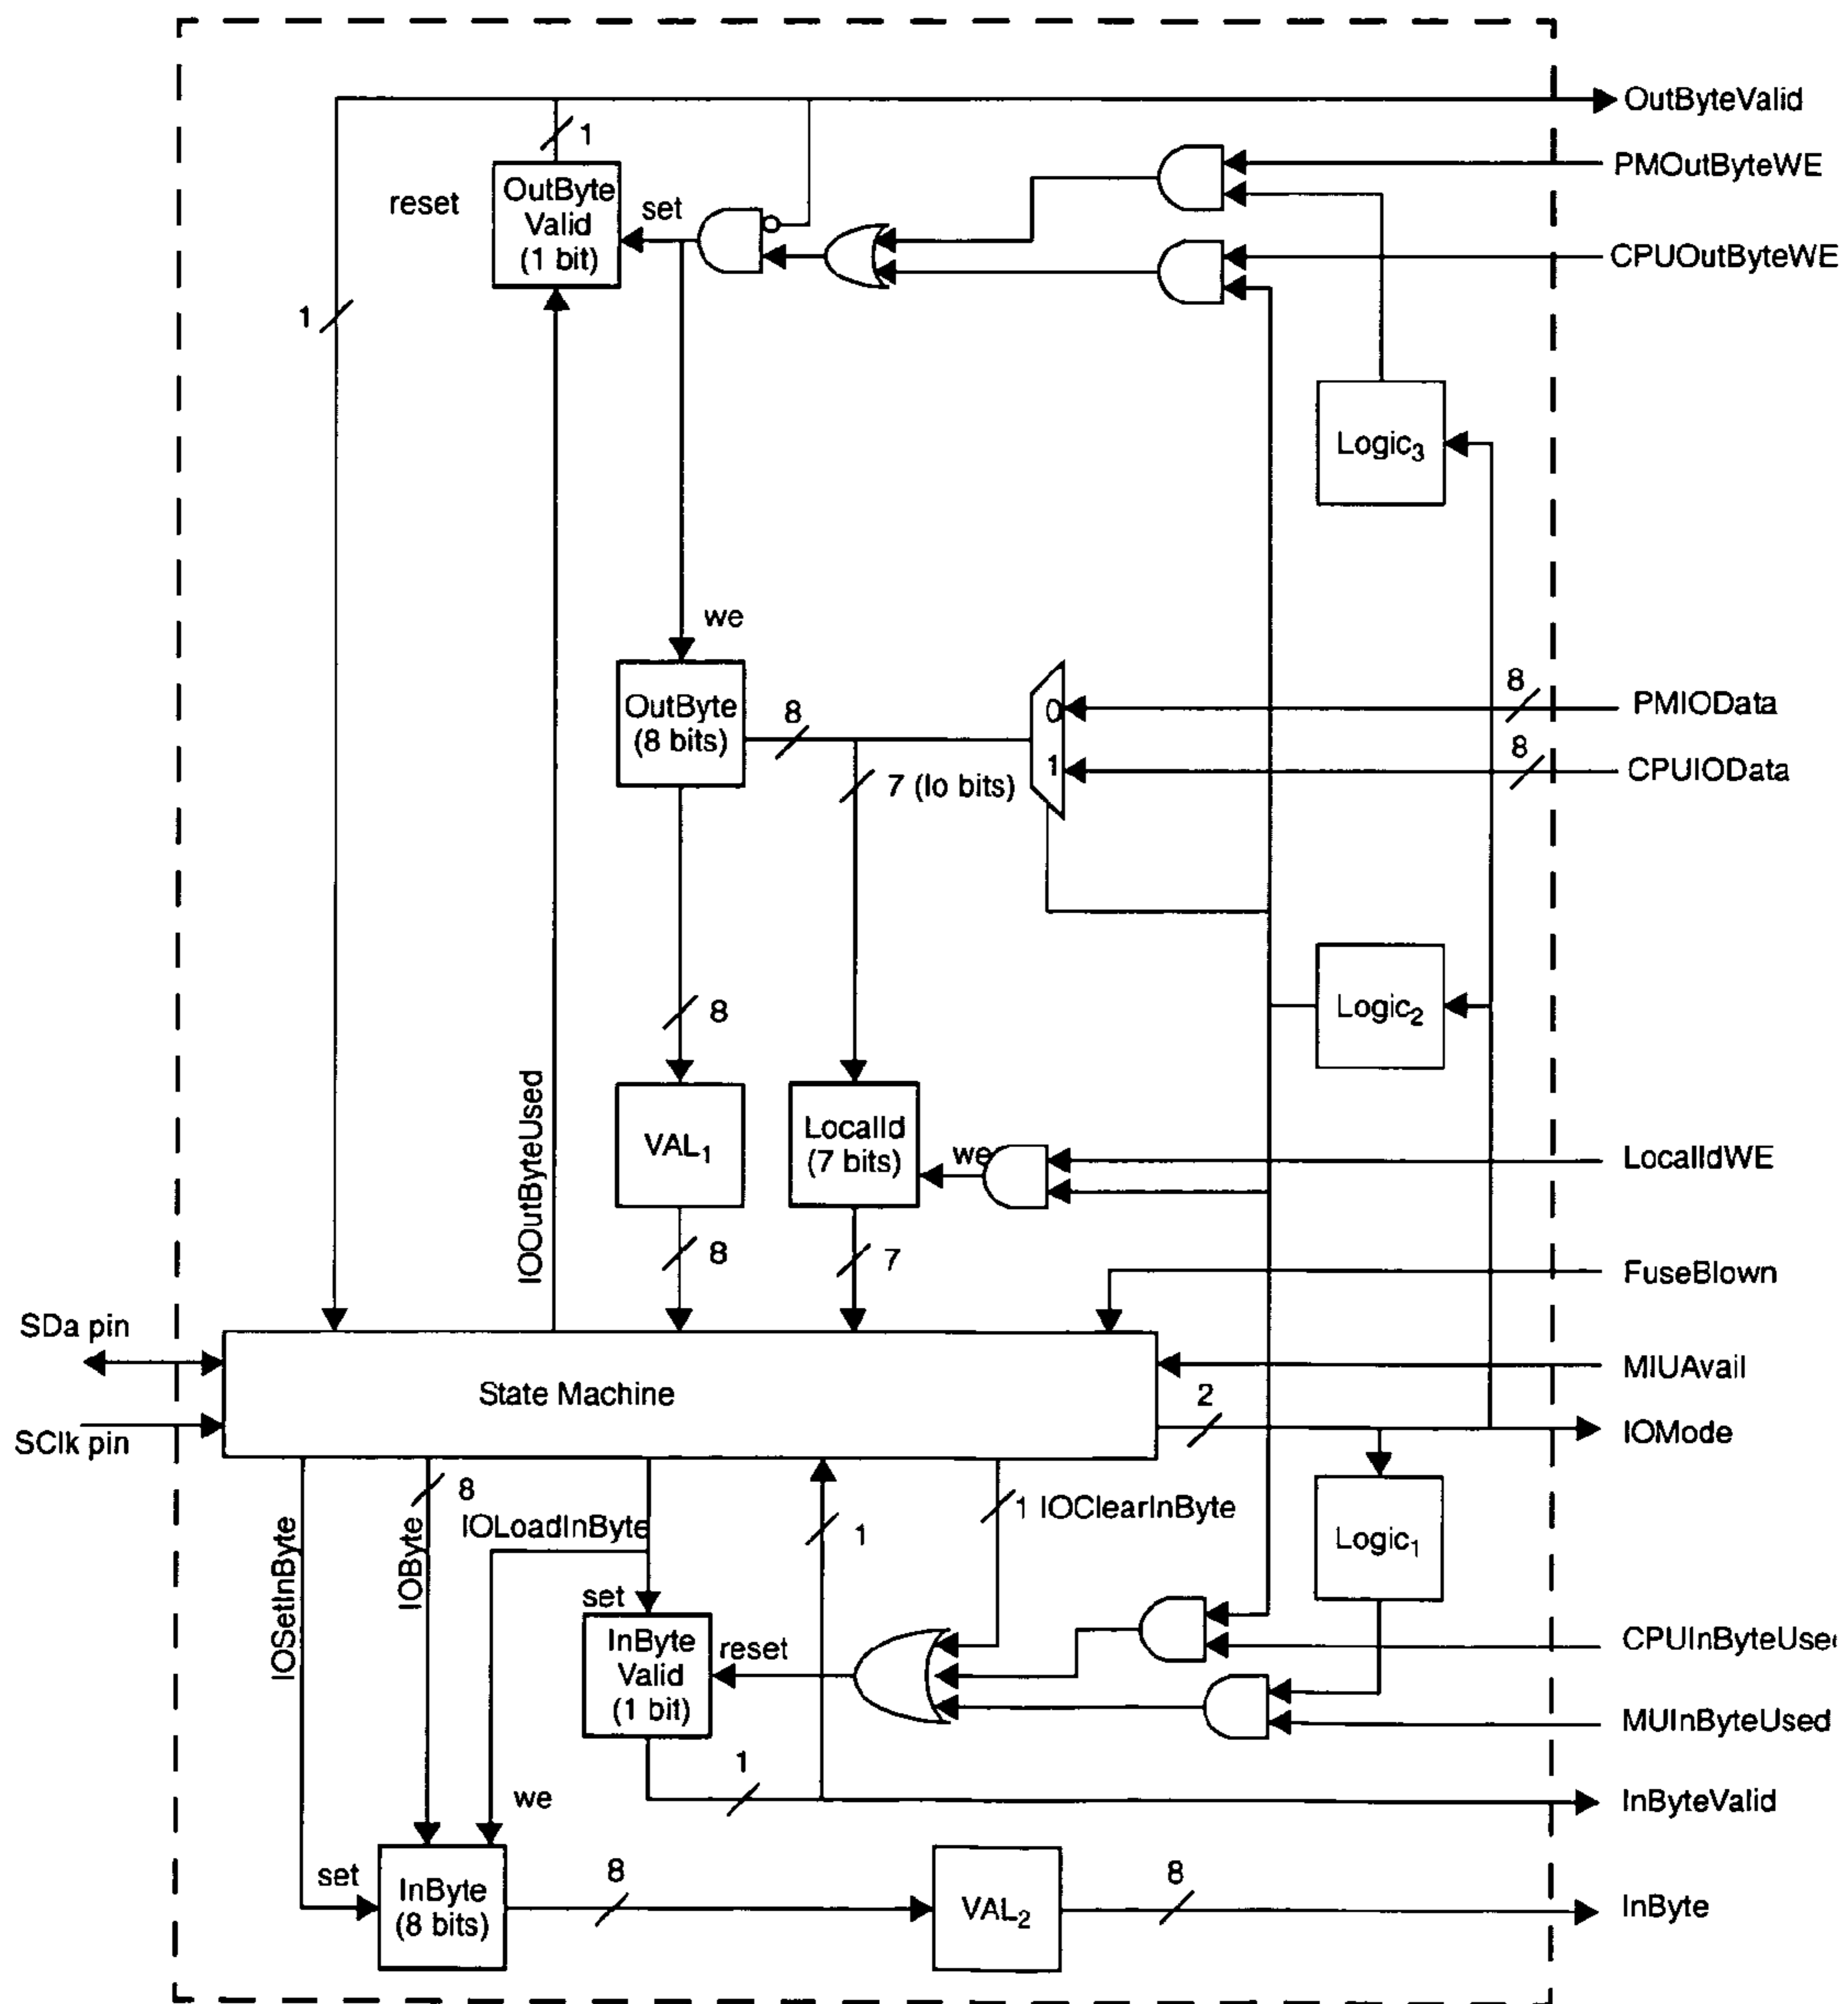 OutByteValid
1
PMOutByteWE
reset
OutByte
Valid
(1 bit)
set
CPUOutByteWE
1
Logic3
we
OutByte
(8 bits)
8
0
8
PMIOData
1
8
CPUIOData
7 (lo bits)
8
Logic2
IOOutByteUsed
VAL1
LocalId
(7 bits)
we
LocalIdWE
8
7
FuseBlown
SDa pin
State Machine
MIUAvail
2
SClk pin
IOMode
IOSetInByte
IOByte
8
IOLoadInByte
1
1 IOClearInByte
Logic1
set
InByte
Valid
(1 bit)
reset
CPUInByteUse
MUInByteUsed
1
InByteValid
we
set
InByte
(8 bits)
8
VAL2
8
InByte